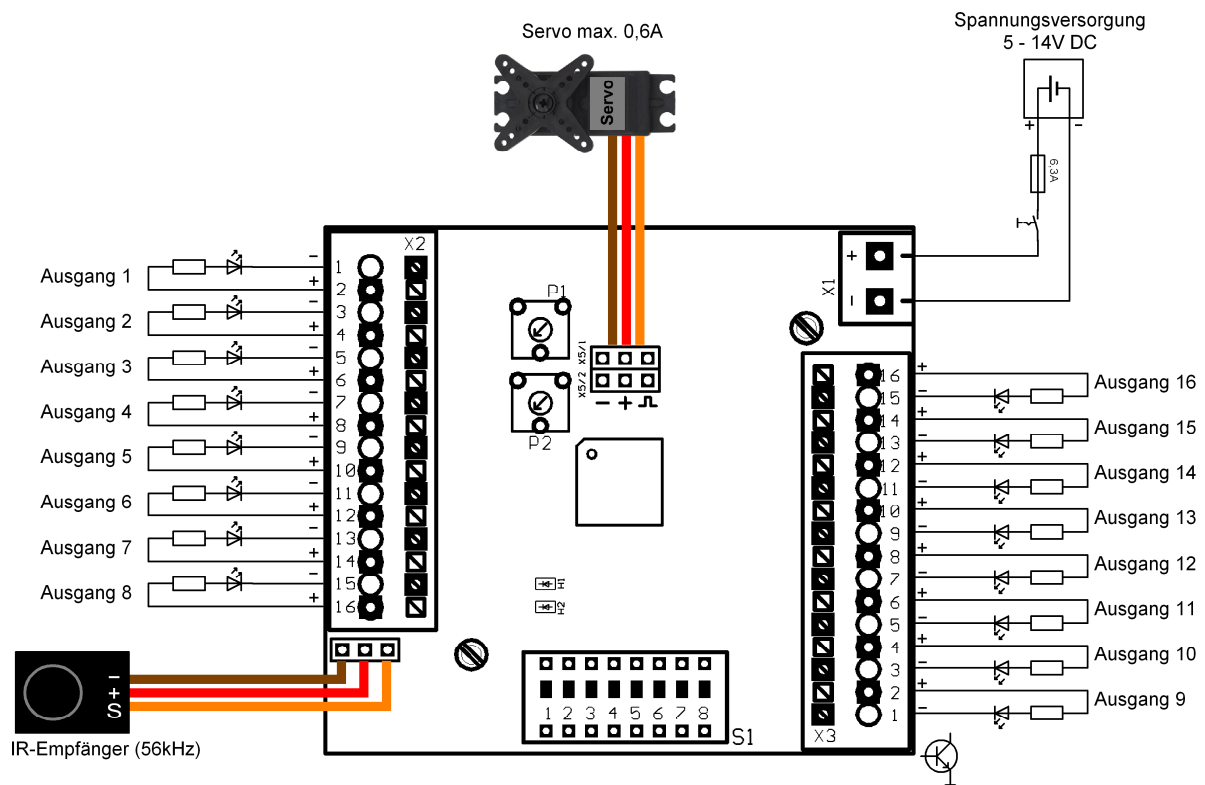 Spannungsversorgung
5 - 14V DC
Servo max. 0,6A
Servo
+ −
6,3A
X2
Ausgang 1
− 1
+ 2
Ausgang 2
− 3
+ 4
Ausgang 3
− 5
+ 6
Ausgang 4
− 7
+ 8
Ausgang 5
− 9
+ 10
Ausgang 6
− 11
+ 12
Ausgang 7
− 13
+ 14
Ausgang 8
− 15
+ 16
P1
P2
X5/1
X5/2
− +
X1
+
−
16 +
15 −
Ausgang 16
14 +
13 −
Ausgang 15
12 +
11 −
Ausgang 14
10 +
9 −
Ausgang 13
8 +
7 −
Ausgang 12
6 +
5 −
Ausgang 11
4 +
3 −
Ausgang 10
2 +
1 −
Ausgang 9
X3
H1
H2
1 2 3 4 5 6 7 8
S1
−
+
S
IR-Empfänger (56kHz)